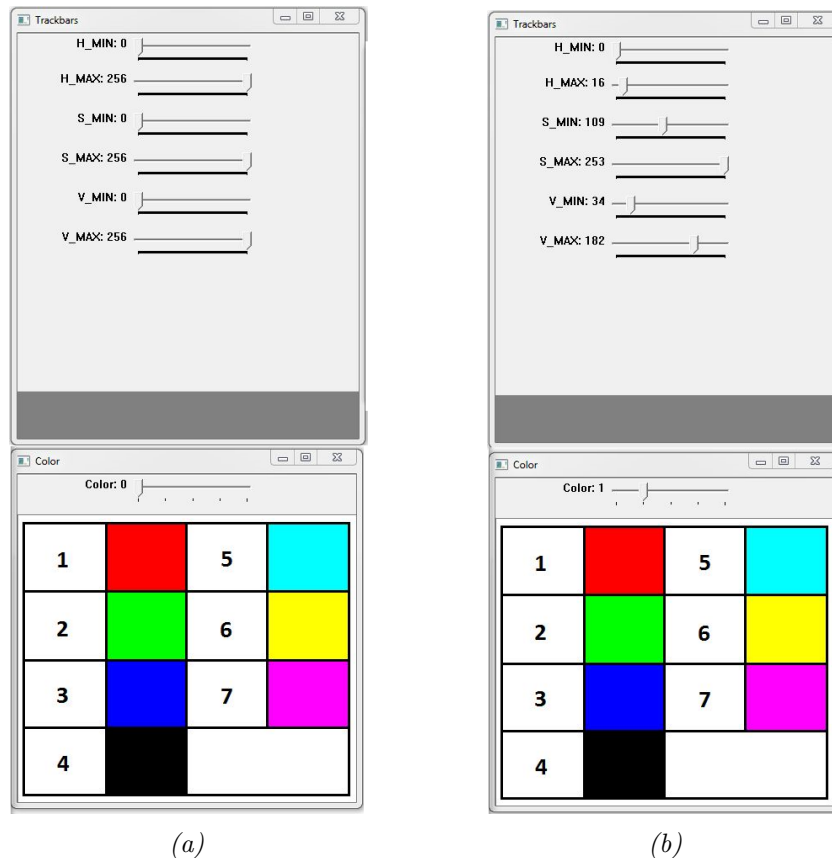 Trackbars
H_MIN: 0
H_MAX: 256
S_MIN: 0
S_MAX: 256
V_MIN: 0
V_MAX: 256
Color
Color: 0
1 5
2 6
3 7
4
(a)
Trackbars
H_MIN: 0
H_MAX: 16
S_MIN: 109
S_MAX: 253
V_MIN: 34
V_MAX: 182
Color
Color: 1
1 5
2 6
3 7
4
(b)